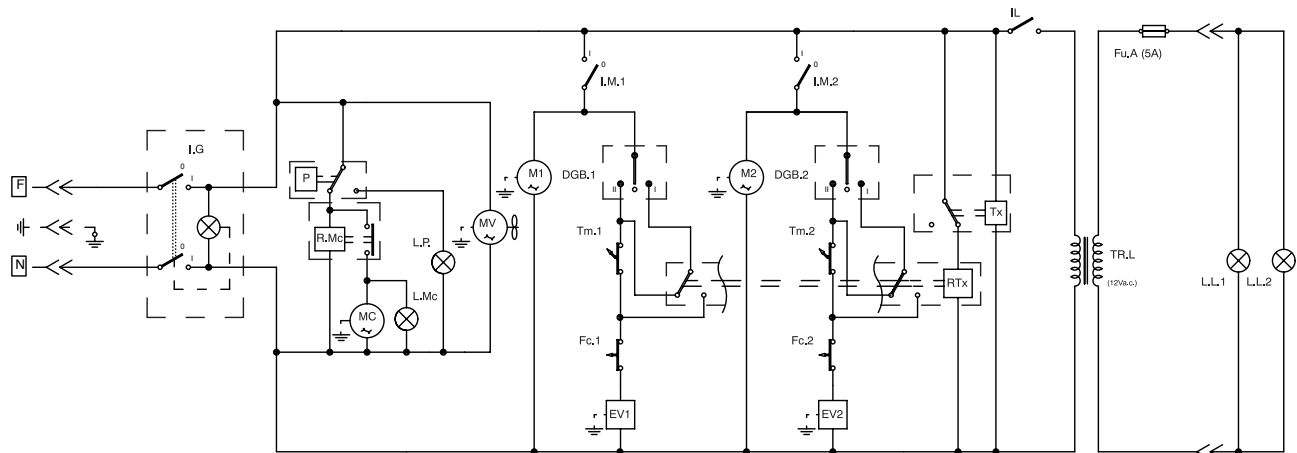 IL
Fu.A (5A)
I
0
I.M.1
I
0
I.M.2
I.G
0
I
F
P
M1
DGB.1
II
I
M2
DGB.2
II
I
Tx
R.Mc
L.P.
MV
Tm.1
Tm.2
TR.L
(12Va.c.)
L.L.1
L.L.2
N
0
I
L.Mc
RTx
MC
Fc.1
Fc.2
EV1
EV2